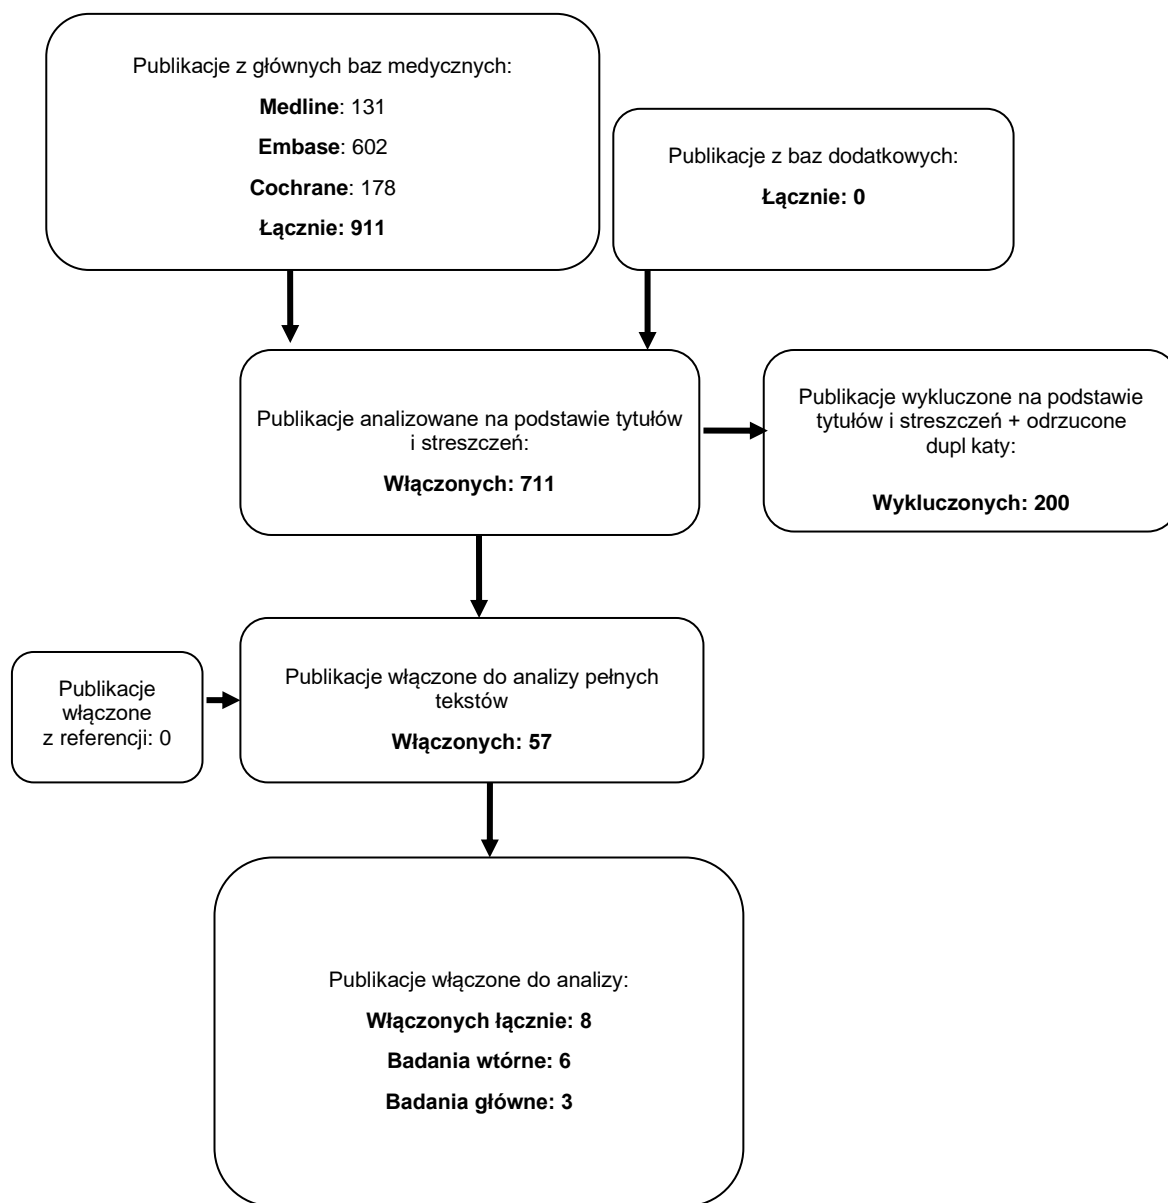 Publikacje z głównych baz medycznych:
Medline: 131
Embase: 602
Cochrane: 178
Łącznie: 911
Publikacje z baz dodatkowych:
Łącznie: 0
Publikacje analizowane na podstawie tytułów
i streszczeń:
Włączonych: 711
Publikacje wykluczone na podstawie
tytułów i streszczeń + odrzucone
dupl katy:
Wykluczonych: 200
Publikacje
włączone
z referencji: 0
Publikacje włączone do analizy pełnych
tekstów
Włączonych: 57
Publikacje włączone do analizy:
Włączonych łącznie: 8
Badania wtórne: 6
Badania główne: 3